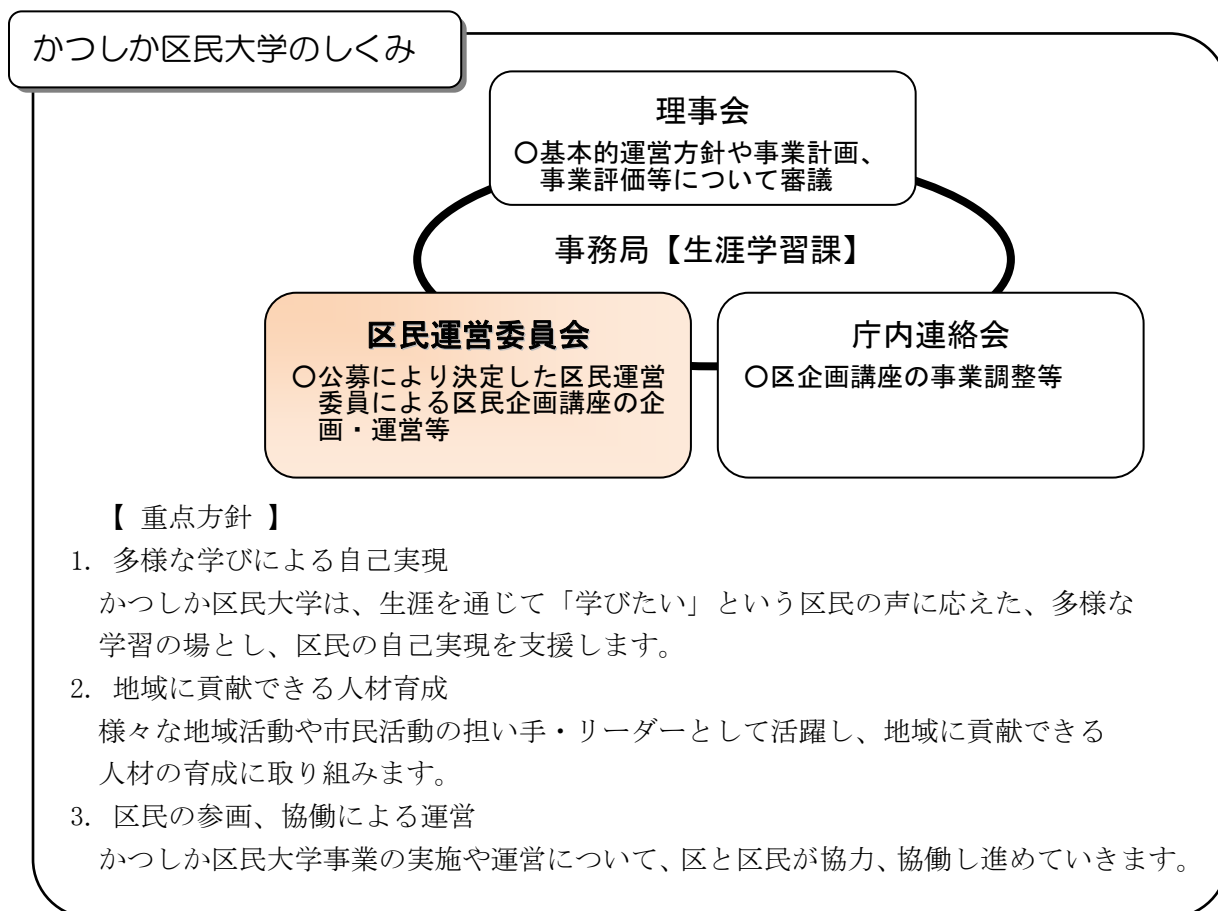 かつしか区民大学のしくみ
理事会
〇基本的運営方針や事業計画、
事業評価等について審議
事務局【生涯学習課】
区民運営委員会
〇公募により決定した区民運営
委員による区民企画講座の企
画・運営等
庁内連絡会
〇区企画講座の事業調整等
【 重点方針 】
1. 多様な学びによる自己実現
かつしか区民大学は、生涯を通じて「学びたい」という区民の声に応えた、多様な
学習の場とし、区民の自己実現を支援します。
2. 地域に貢献できる人材育成
様々な地域活動や市民活動の担い手・リーダーとして活躍し、地域に貢献できる
人材の育成に取り組みます。
3. 区民の参画、協働による運営
かつしか区民大学事業の実施や運営について、区と区民が協力、協働し進めていきます。